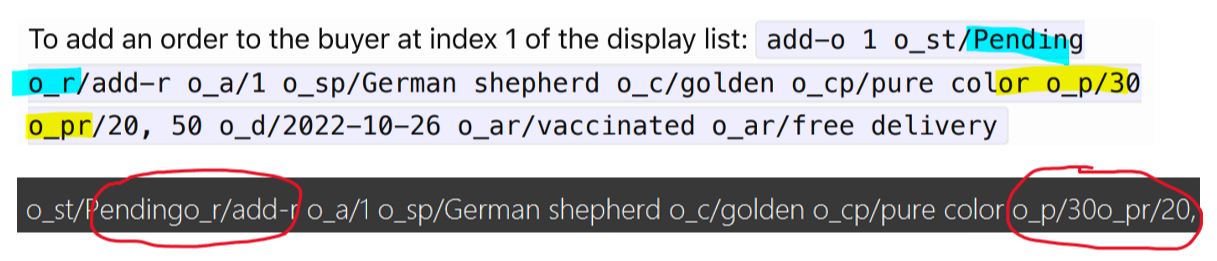 To add an order to the buyer at index 1 of the display list: add-o 1 o_st/Pending
o_r/add-r o_a/1 o_sp/German shepherd o_c/golden o_cp/pure color o_p/30
o_pr/20, 50 o_d/2022-10-26 o_ar/vaccinated o_ar/free delivery
o_st/Pendingo_r/add-r o_a/1 o_sp/German shepherd o_c/golden o_cp/pure color o_p/30o_pr/20,